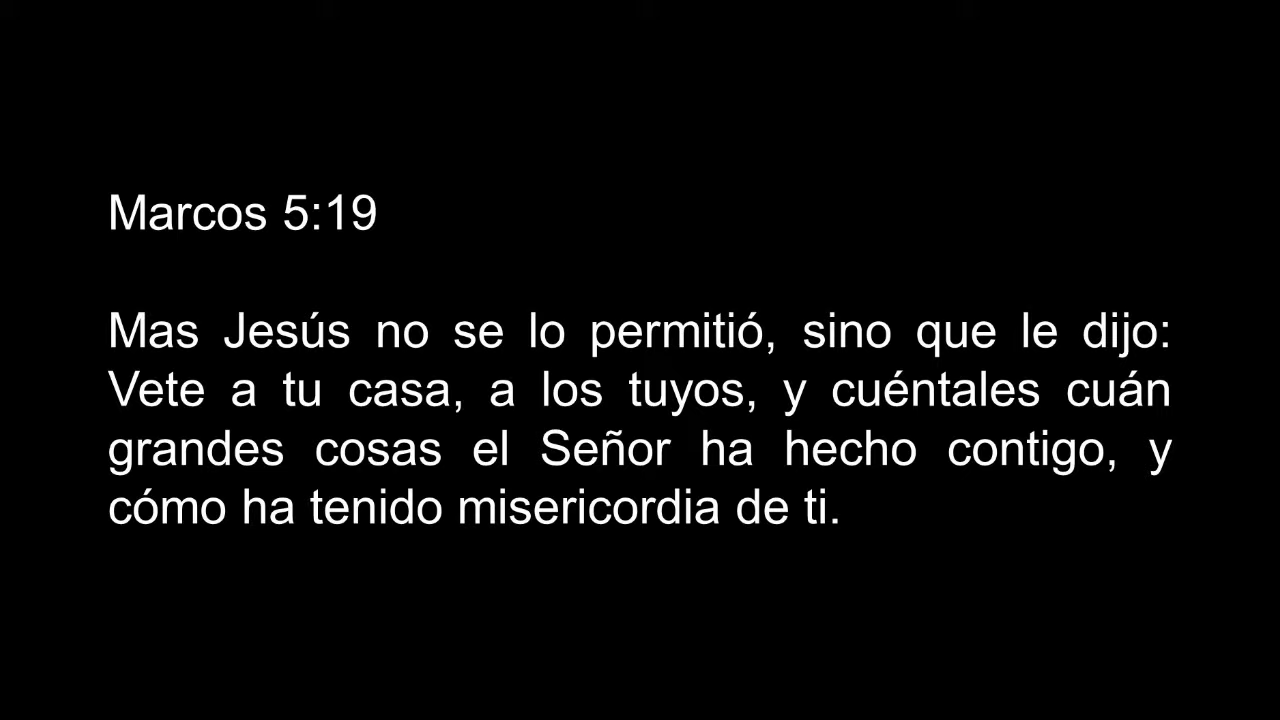 Marcos 5:19
Mas Jesús no se lo permitió, sino que le dijo:
Vete a tu casa, a los tuyos, y cuéntales cuán
grandes cosas el Señor ha hecho contigo, y
cómo ha tenido misericordia de ti.